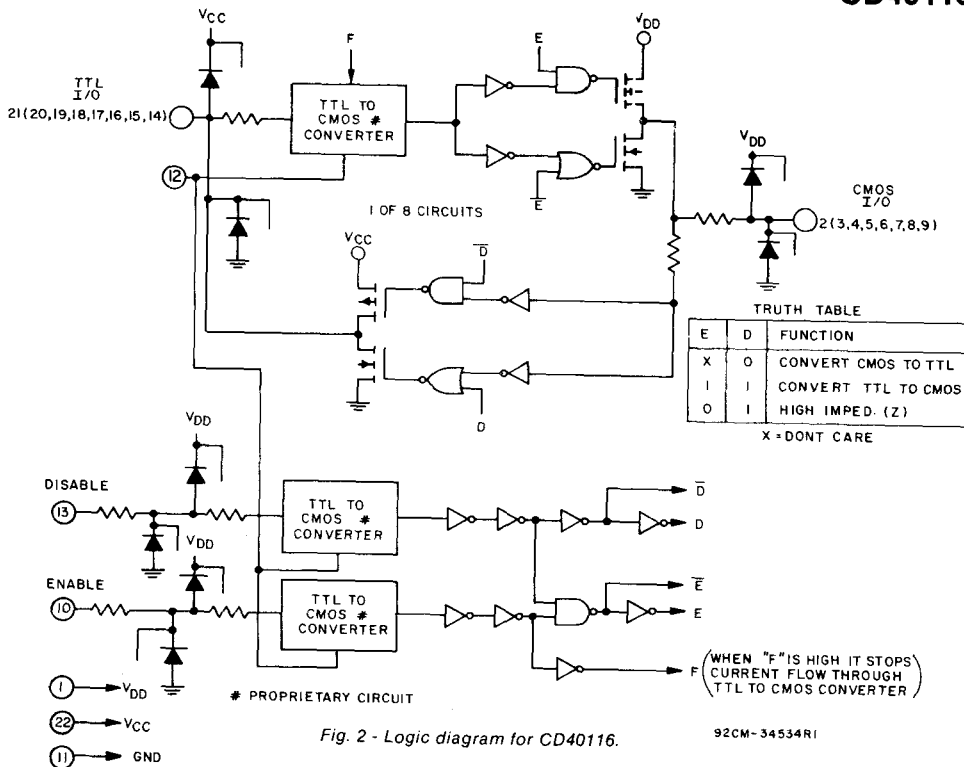 CD40116
VCC
F
E
VDD
TTL
I/O
21(20,19,18,17,16,15,14)
TTL TO
CMOS #
CONVERTER
12
1 OF 8 CIRCUITS
E̅
VDD
CMOS
I/O
2(3,4,5,6,7,8,9)
VCC
D̅
D
TRUTH TABLE
E D FUNCTION
X 0 CONVERT CMOS TO TTL
1 1 CONVERT TTL TO CMOS
0 1 HIGH IMPED. (Z)
X = DONT CARE
VDD
DISABLE
13
TTL TO
CMOS #
CONVERTER
D̅
D
VDD
ENABLE
10
TTL TO
CMOS #
CONVERTER
E̅
E
F (WHEN "F" IS HIGH IT STOPS
CURRENT FLOW THROUGH
TTL TO CMOS CONVERTER)
1 VDD
# PROPRIETARY CIRCUIT
22 VCC
11 GND
Fig. 2 - Logic diagram for CD40116.
92CM-34534R1